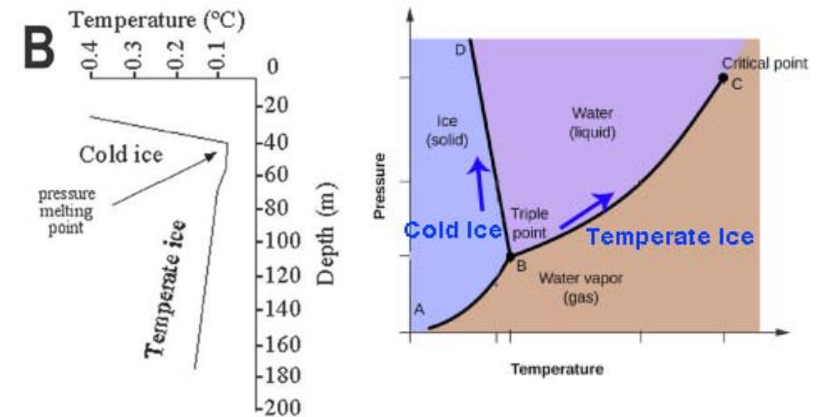 B
Temperature (°C)
-0.4
-0.3
-0.2
-0.1
0
-20
-40
-60
-80
-100
-120
-140
-160
-180
-200
Depth (m)
Cold ice
pressure
melting
point
Temperate ice
Pressure
Temperature
D
Critical point
C
Ice
(solid)
Water
(liquid)
Triple
point
Cold Ice
Temperate Ice
B
Water vapor
(gas)
A